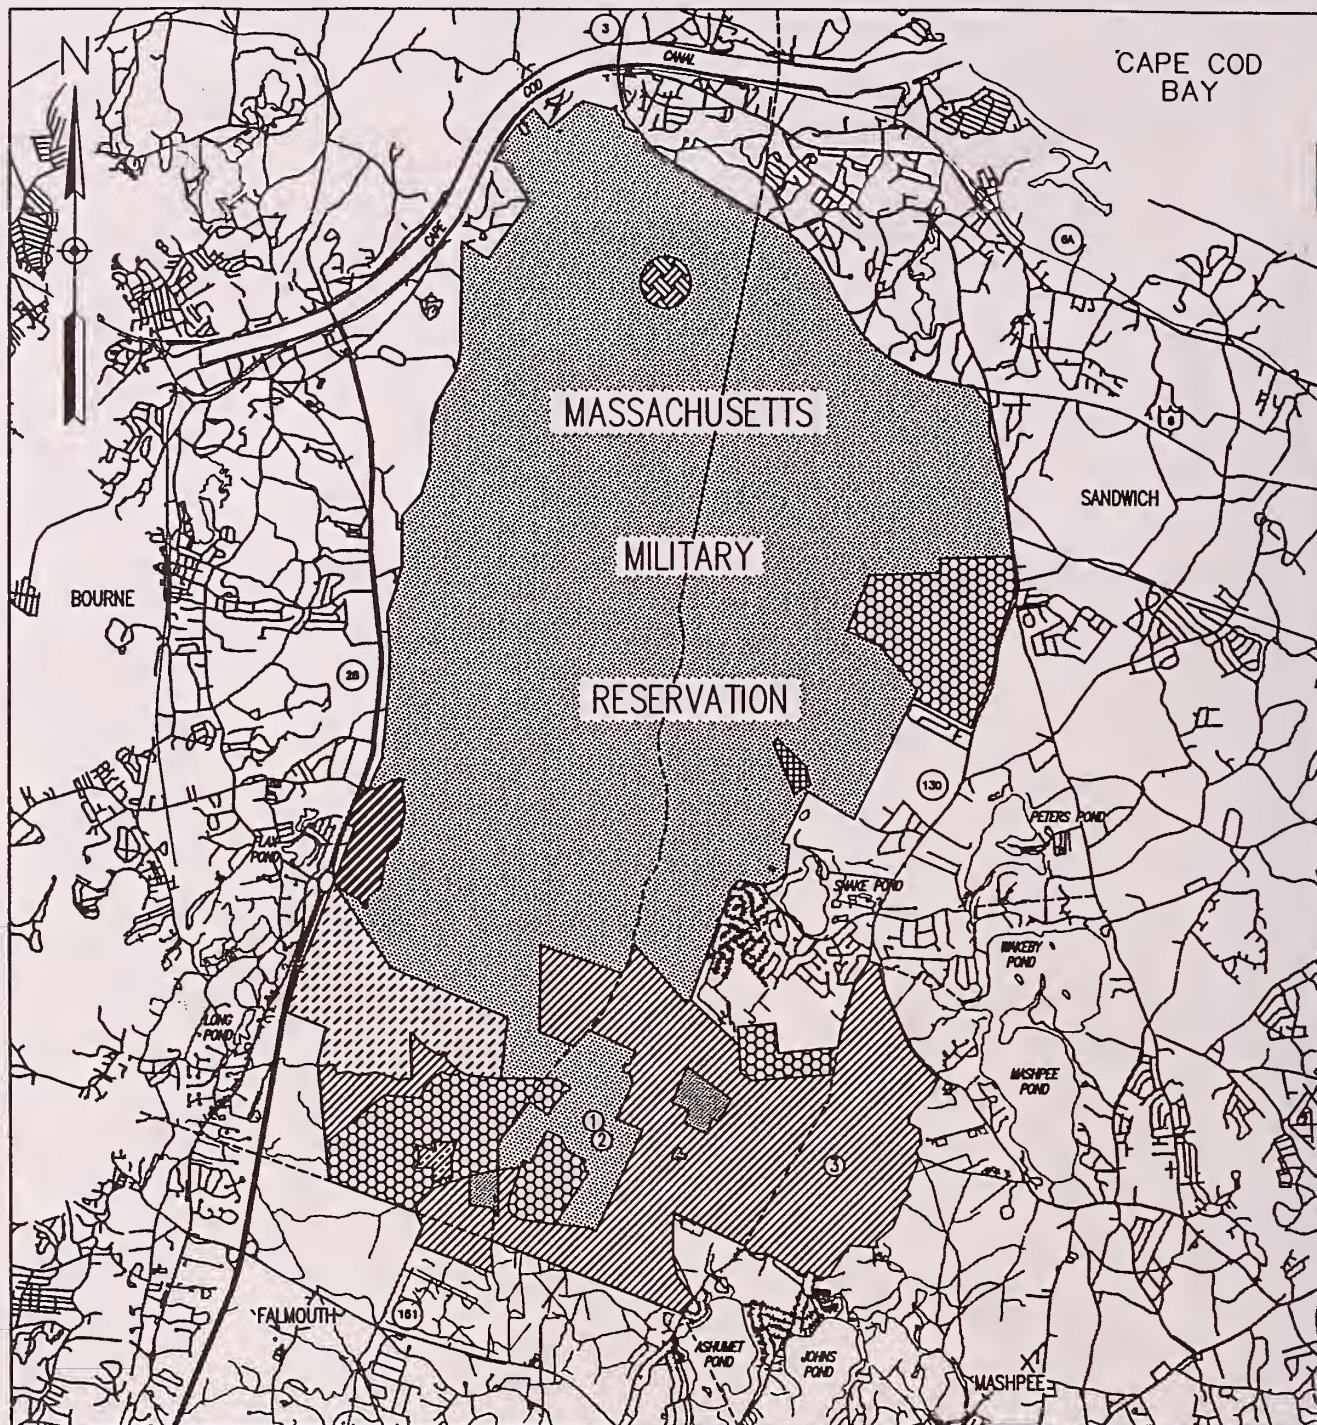 N
3
COD
CANAL
CAPE COD
BAY
CAPE
6A
MASSACHUSETTS
6
SANDWICH
MILITARY
BOURNE
28
RESERVATION
130
PETERS POND
FLAX
POND
SNAKE POND
WAKEBY
POND
LONG
POND
MASHPEE
POND
1
2
3
FALMOUTH
151
ASHUMET
POND
JOHNS
POND
MASHPEE